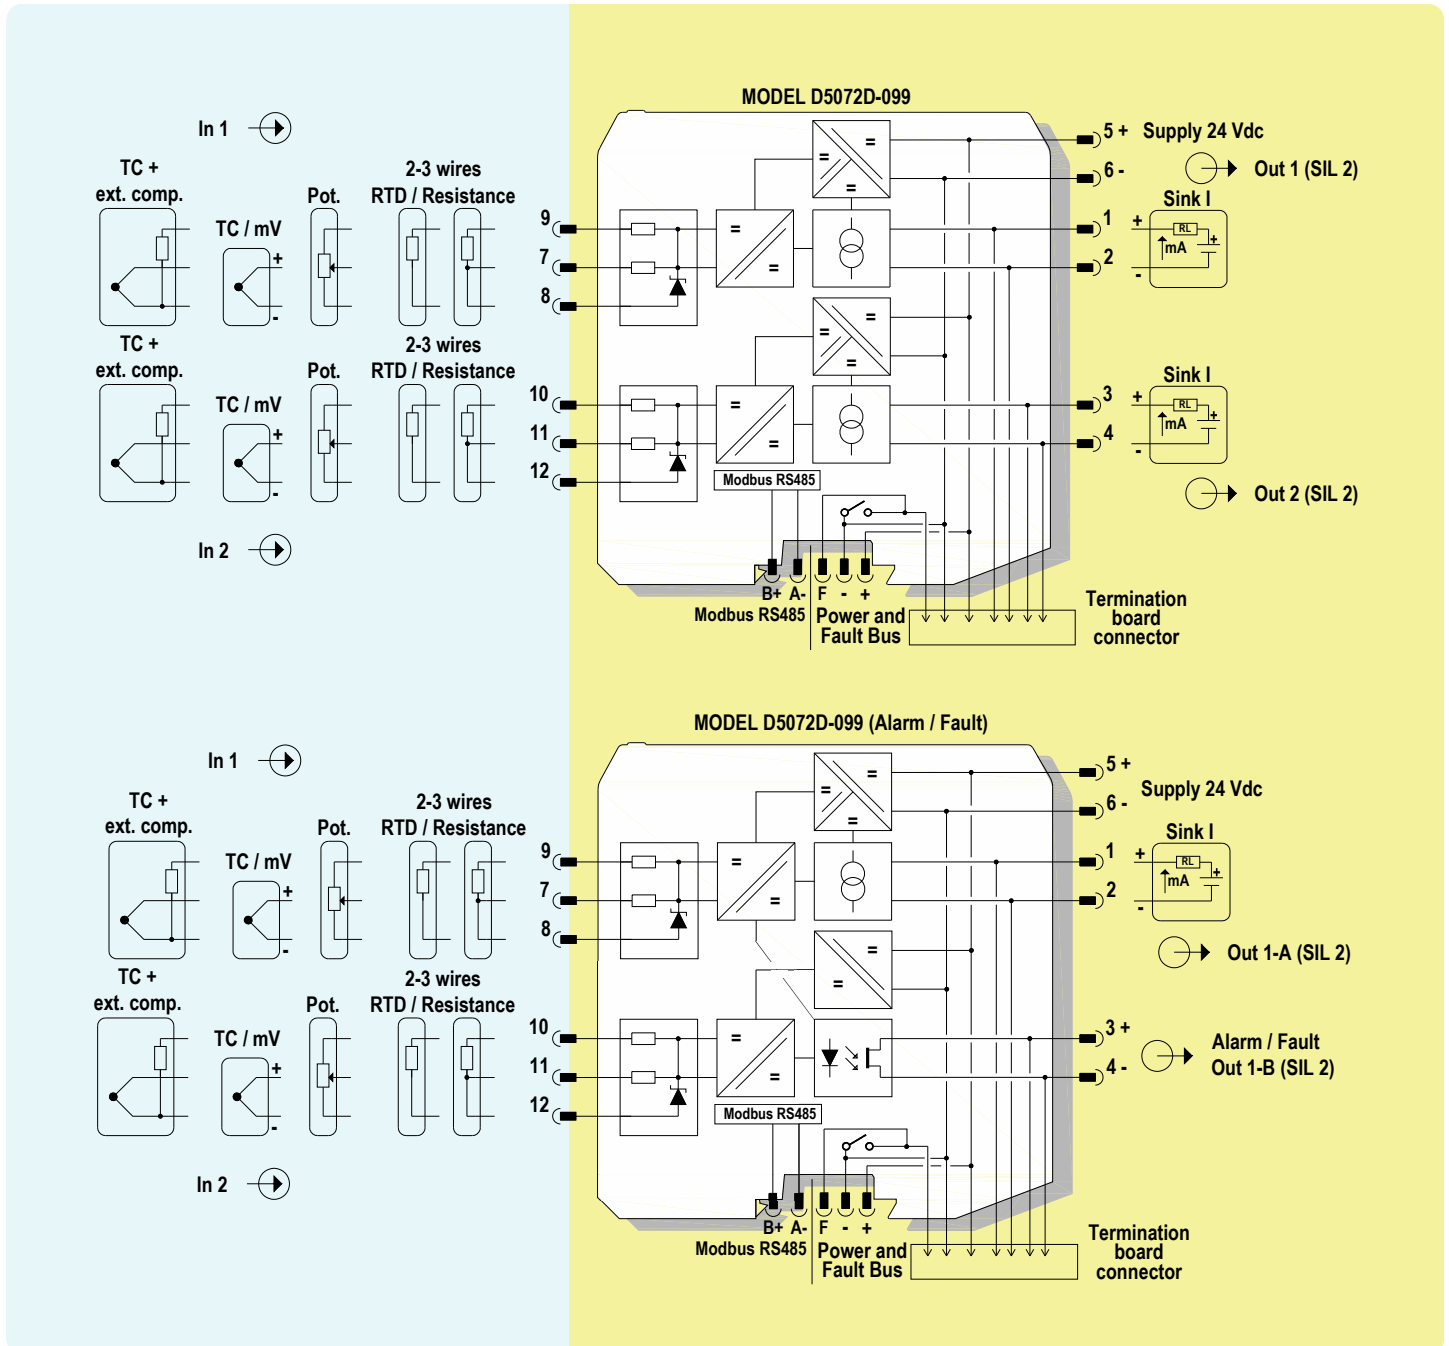 MODEL D5072D-099
In 1
5 + Supply 24 Vdc
6 -
Out 1 (SIL 2)
TC +
ext. comp.
TC / mV
+
-
Pot.
2-3 wires
RTD / Resistance
9
7
8
=
=
=
=
=
1
2
Sink I
+
-
RL
mA
+
TC +
ext. comp.
TC / mV
+
-
Pot.
2-3 wires
RTD / Resistance
10
11
12
=
=
=
=
=
3
4
Sink I
+
-
RL
mA
+
Out 2 (SIL 2)
In 2
Modbus RS485
B+ A- F - +
Modbus RS485
Power and
Fault Bus
Termination
board
connector
MODEL D5072D-099 (Alarm / Fault)
In 1
5 +
6 -
Supply 24 Vdc
TC +
ext. comp.
TC / mV
+
-
Pot.
2-3 wires
RTD / Resistance
9
7
8
=
=
=
=
=
1
2
Sink I
+
-
RL
mA
+
Out 1-A (SIL 2)
TC +
ext. comp.
TC / mV
+
-
Pot.
2-3 wires
RTD / Resistance
10
11
12
=
=
=
=
3 +
4 -
Alarm / Fault
Out 1-B (SIL 2)
In 2
Modbus RS485
B+ A- F - +
Modbus RS485
Power and
Fault Bus
Termination
board
connector